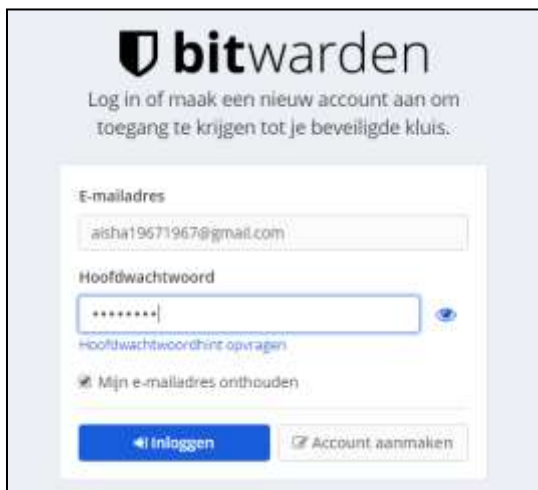 bitwarden
Log in of maak een nieuw account aan om
toegang te krijgen tot je beveiligde kluis.
E-mailadres
aisha19671967@gmail.com
Hoofdwachtwoord
••••••••
Hoofdwachtwoordhint opvragen
Mijn e-mailadres onthouden
Inloggen
Account aanmaken